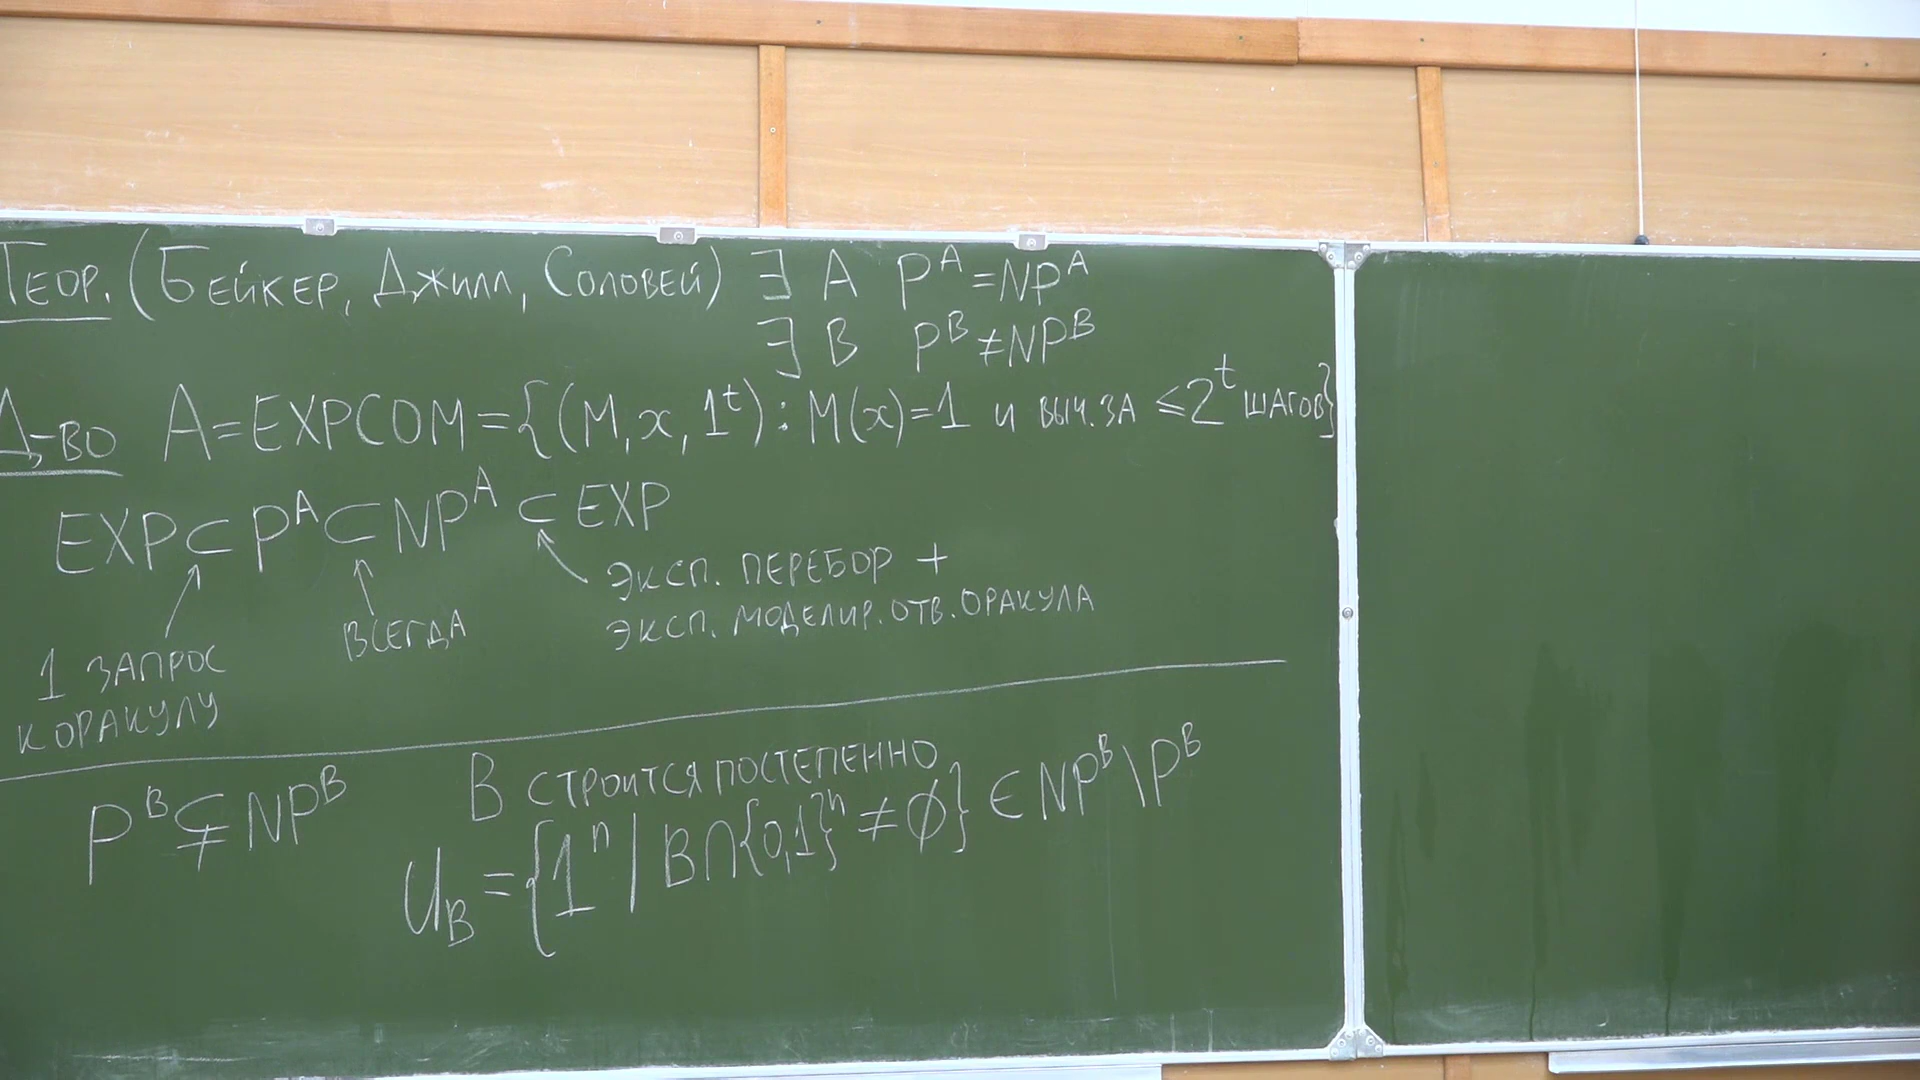 Теор. (Бейкер, Джилл, Соловей) ∃ A P^A = NP^A
∃ B P^B ≠ NP^B
Д-во A = EXPCOM = {(M, x, 1^t) : M(x) = 1 и выч. за ≤ 2^t шагов}
EXP ⊂ P^A ⊂ NP^A ⊂ EXP
эксп. перебор +
эксп. моделир. отв. оракула
всегда
1 запрос
к оракулу
P^B ⊊ NP^B
B строится постепенно
U_B = {1^n | B ∩ {0,1}^n ≠ ∅} ∈ NP^B \ P^B